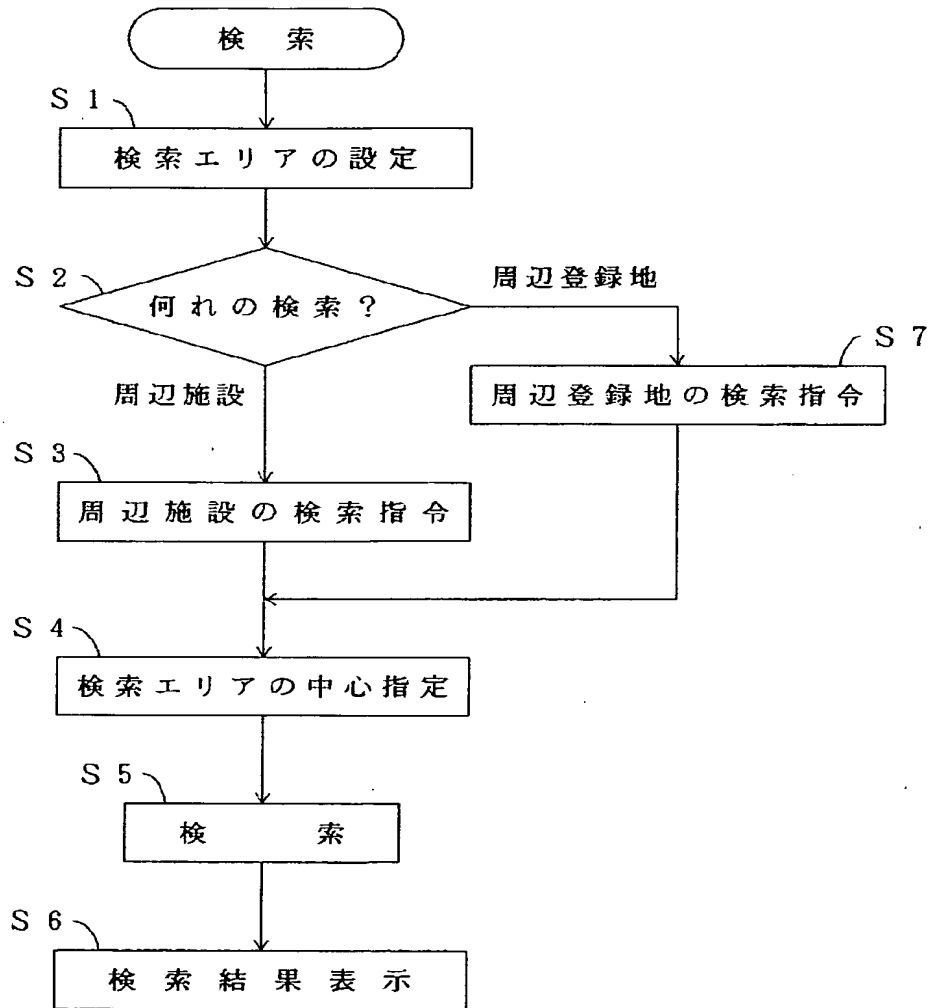 検索
S1
検索エリアの設定
S2
何れの検索?
周辺登録地
S7
周辺登録地の検索指令
周辺施設
S3
周辺施設の検索指令
S4
検索エリアの中心指定
S5
検索
S6
検索結果表示